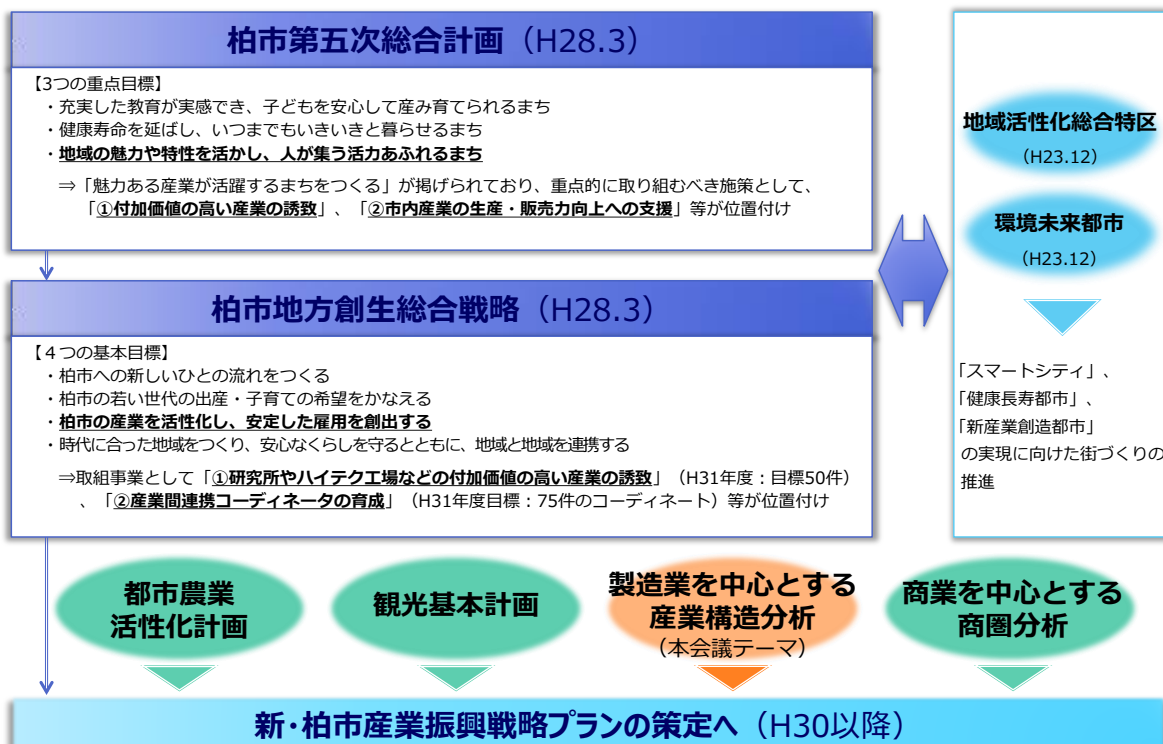 柏市第五次総合計画（H28.3）
【3つの重点目標】
・充実した教育が実感でき、子どもを安心して産み育てられるまち
・健康寿命を延ばし、いつまでもいきいきと暮らせるまち
・地域の魅力や特性を活かし、人が集う活力あふれるまち
⇒「魅力ある産業が活躍するまちをつくる」が掲げられており、重点的に取り組むべき施策として、
「①付加価値の高い産業の誘致」、「②市内産業の生産・販売力向上への支援」等が位置付け
柏市地方創生総合戦略（H28.3）
【４つの基本目標】
・柏市への新しいひとの流れをつくる
・柏市の若い世代の出産・子育ての希望をかなえる
・柏市の産業を活性化し、安定した雇用を創出する
・時代に合った地域をつくり、安心なくらしを守るとともに、地域と地域を連携する
⇒取組事業として「①研究所やハイテク工場などの付加価値の高い産業の誘致」（H31年度：目標50件）
、「②産業間連携コーディネータの育成」（H31年度目標：75件のコーディネート）等が位置付け
地域活性化総合特区
（H23.12）
環境未来都市
（H23.12）
「スマートシティ」、
「健康長寿都市」、
「新産業創造都市」
の実現に向けた街づくりの
推進
都市農業
活性化計画
観光基本計画
製造業を中心とする
産業構造分析
（本会議テーマ）
商業を中心とする
商圏分析
新・柏市産業振興戦略プランの策定へ（H30以降）